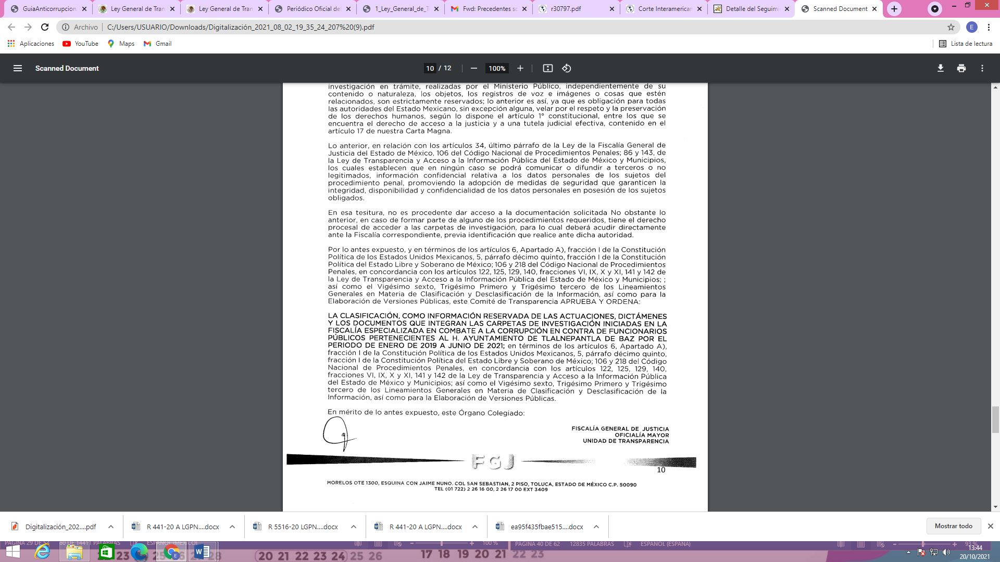 GuiaAnticorrupcion
Ley General de Tran
Ley General de Tran
Periódico Oficial del
1_Ley_General_de_T
Fwd: Precedentes so
r30797.pdf
Corte Interamerican
Detalle del Seguimi
Scanned Document
Archivo
C:/Users/USUARIO/Downloads/Digitalización_2021_08_02_19_35_24_207%20(9).pdf
E
Aplicaciones
YouTube
Maps
Gmail
Lista de lectura
Scanned Document
10 / 12
100%
investigación en trámite, realizadas por el Ministerio Público, independientemente de su
contenido o naturaleza, los objetos, los registros de voz e imágenes o cosas que estén
relacionados, son estrictamente reservados; lo anterior es así, ya que es obligación para todas
las autoridades del Estado Mexicano, sin excepción alguna, velar por el respeto y la preservación
de los derechos humanos, según lo dispone el artículo 1° constitucional, entre los que se
encuentra el derecho de acceso a la justicia y a una tutela judicial efectiva, contenido en el
artículo 17 de nuestra Carta Magna.
Lo anterior, en relación con los artículos 34, último párrafo de la Ley de la Fiscalía General de
Justicia del Estado de México, 106 del Código Nacional de Procedimientos Penales; 86 y 143, de
la Ley de Transparencia y Acceso a la Información Pública del Estado de México y Municipios,
los cuales establecen que en ningún caso se podrá comunicar o difundir a terceros o no
legitimados, información confidencial relativa a los datos personales de los sujetos del
procedimiento penal, promoviendo la adopción de medidas de seguridad que garanticen la
integridad, disponibilidad y confidencialidad de los datos personales en posesión de los sujetos
obligados.
En esa tesitura, no es procedente dar acceso a la documentación solicitada No obstante lo
anterior, en caso de formar parte de alguno de los procedimientos requeridos, tiene el derecho
procesal de acceder a las carpetas de investigación, para lo cual deberá acudir directamente
ante la Fiscalía correspondiente, previa identificación que realice ante dicha autoridad.
Por lo antes expuesto, y en términos de los artículos 6, Apartado A), fracción I de la Constitución
Política de los Estados Unidos Mexicanos, 5, párrafo décimo quinto, fracción I de la Constitución
Política del Estado Libre y Soberano de México; 106 y 218 del Código Nacional de Procedimientos
Penales, en concordancia con los artículos 122, 125, 129, 140, fracciones VI, IX, X y XI, 141 y 142 de
la Ley de Transparencia y Acceso a la Información Pública del Estado de México y Municipios; ;
así como el Vigésimo sexto, Trigésimo Primero y Trigésimo tercero de los Lineamientos
Generales en Materia de Clasificación y Desclasificación de la Información, así como para la
Elaboración de Versiones Públicas, este Comité de Transparencia APRUEBA Y ORDENA:
LA CLASIFICACIÓN, COMO INFORMACIÓN RESERVADA DE LAS ACTUACIONES, DICTÁMENES
Y LOS DOCUMENTOS QUE INTEGRAN LAS CARPETAS DE INVESTIGACIÓN INICIADAS EN LA
FISCALÍA ESPECIALIZADA EN COMBATE A LA CORRUPCIÓN EN CONTRA DE FUNCIONARIOS
PÚBLICOS PERTENECIENTES AL H. AYUNTAMIENTO DE TLALNEPANTLA DE BAZ POR EL
PERIODO DE ENERO DE 2019 A JUNIO DE 2021; en términos de los artículos 6, Apartado A),
fracción I de la Constitución Política de los Estados Unidos Mexicanos, 5, párrafo décimo quinto,
fracción I de la Constitución Política del Estado Libre y Soberano de México; 106 y 218 del Código
Nacional de Procedimientos Penales, en concordancia con los artículos 122, 125, 129, 140,
fracciones VI, IX, X y XI, 141 y 142 de la Ley de Transparencia y Acceso a la Información Pública
del Estado de México y Municipios; así como el Vigésimo sexto, Trigésimo Primero y Trigésimo
tercero de los Lineamientos Generales en Materia de Clasificación y Desclasificación de la
Información, así como para la Elaboración de Versiones Públicas.
En mérito de lo antes expuesto, este Órgano Colegiado:
FISCALÍA GENERAL DE JUSTICIA
OFICIALÍA MAYOR
UNIDAD DE TRANSPARENCIA
FGJ
10
MORELOS OTE 1300, ESQUINA CON JAIME NUNO. COL SAN SEBASTIAN, 2 PISO, TOLUCA, ESTADO DE MÉXICO C.P. 50090
TEL (01 722) 2 26 16 00, 2 26 17 00 EXT 3409
Digitalización_202....pdf
R 441-20 A LGPN....docx
R 5516-20 LGPN....docx
R 441-20 A LGPN....docx
ea95f435fbae515....docx
Mostrar todo
PÁGINA 29 DE 53
PALABRAS
ESPAÑOL (MÉXICO)
100 %
PÁGINA 40 DE 62
12835 PALABRAS
ESPAÑOL (ESPAÑA)
93 %
23
20 21 22 23 24 25 26
17 18 19 20 21 22 23
13:44
20/10/2021